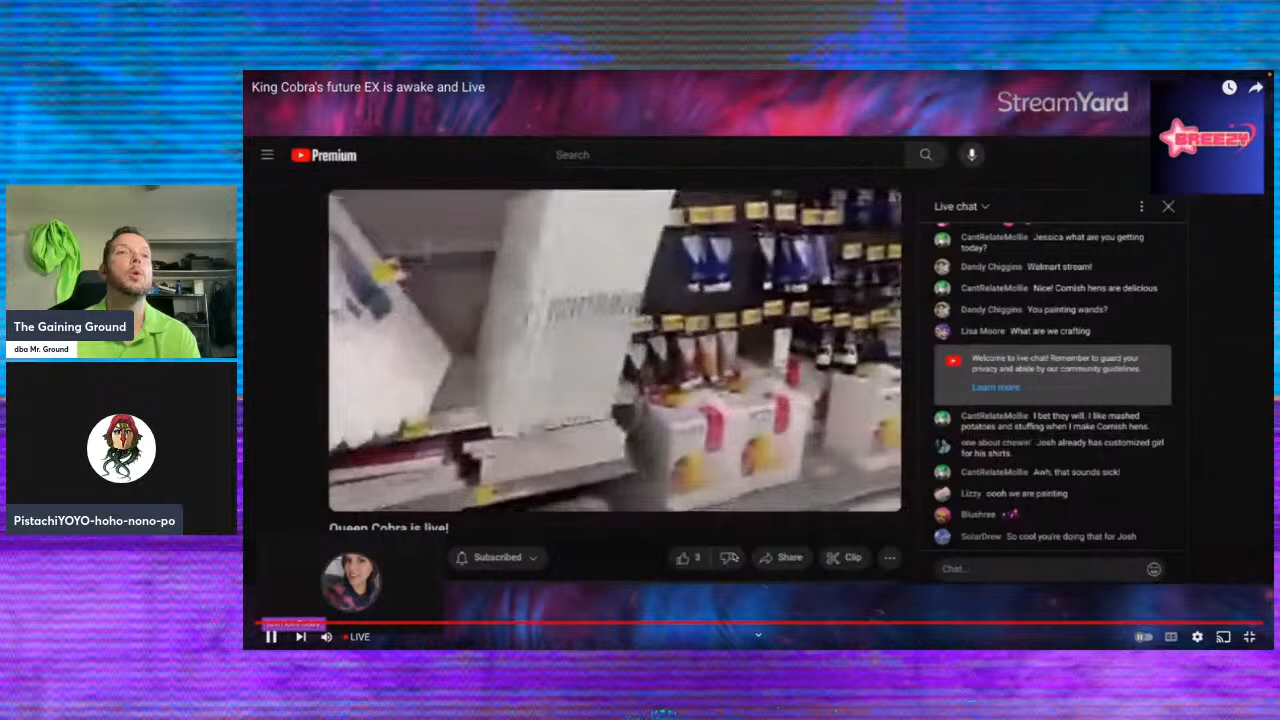 King Cobra's future EX is awake and Live
StreamYard
BREEZY
Premium
Search
Live chat
CantRelateMollie Jessica what are you getting
today?
Dandy Chiggins Walmart stream!
CantRelateMollie Nice! Cornish hens are delicious
Dandy Chiggins You painting wands?
Lisa Moore What are we crafting
Welcome to live chat! Remember to guard your
privacy and abide by our community guidelines.
Learn more
CantRelateMollie I bet they will. I like mashed
potatoes and stuffing when I make Cornish hens.
one about chewin' Josh already has customized girl
for his shirts.
CantRelateMollie Awh, that sounds sick!
Lizzy oooh we are painting
Blushree
SolarDrew So cool you're doing that for Josh
Chat...
The Gaining Ground
dba Mr. Ground
PistachiYOYO-hoho-nono-po
Queen Cobra is live!
Subscribed
3
Share
Clip
LIVE